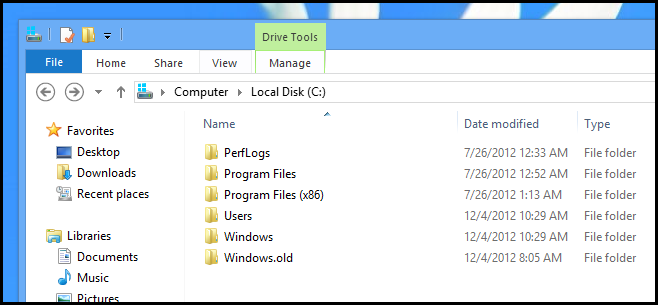 Drive Tools
File Home Share View Manage
Computer Local Disk (C:)
Favorites
Desktop
Downloads
Recent places
Libraries
Documents
Music
Pictures
Name Date modified Type
PerfLogs 7/26/2012 12:33 AM File folder
Program Files 7/26/2012 12:52 AM File folder
Program Files (x86) 7/26/2012 1:13 AM File folder
Users 12/4/2012 10:29 AM File folder
Windows 12/4/2012 10:29 AM File folder
Windows.old 12/4/2012 8:05 AM File folder